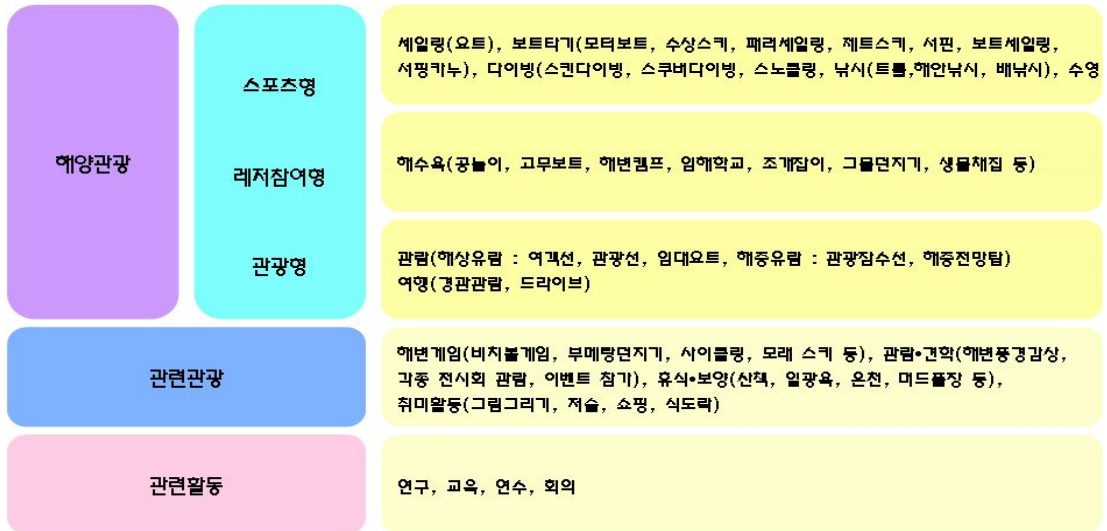 해양관광
스포츠형
세일링(요트), 보트타기(모터보트, 수상스키, 패러세일링, 제트스키, 서핀, 보트세일링,
서핑카누), 다이빙(스킨다이빙, 스쿠버다이빙, 스노클링, 낚시(트롤,해안낚시, 배낚시), 수영
레저참여형
해수욕(공놀이, 고무보트, 해변캠프, 임해학교, 조개잡이, 그물던지기, 생물채집 등)
관광형
관람(해상유람 : 여객선, 관광선, 임대요트, 해중유람 : 관광잠수선, 해중전망탑)
여행(경관관람, 드라이브)
관련관광
해변게임(비치볼게임, 부메랑던지기, 사이클링, 모래 스키 등), 관람•견학(해변풍경감상,
각종 전시회 관람, 이벤트 참가), 휴식•보양(산책, 일광욕, 온천, 머드풀장 등),
취미활동(그림그리기, 저술, 쇼핑, 식도락)
관련활동
연구, 교육, 연수, 회의